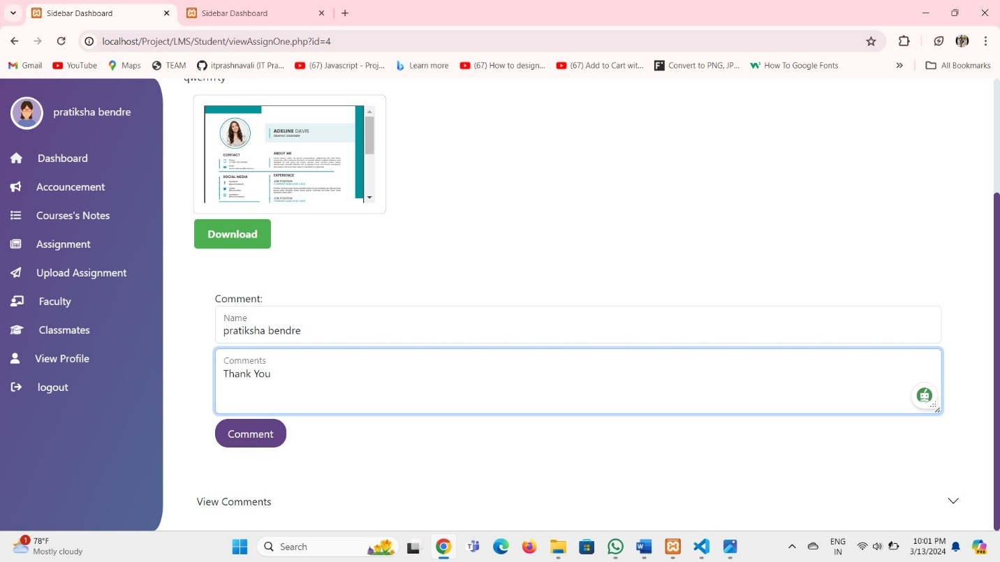 Sidebar Dashboard
Sidebar Dashboard
localhost/Project/LMS/Student/viewAssignOne.php?id=4
Gmail
YouTube
Maps
TEAM
itprashnavali (IT Pra...
(67) Javascript - Proj...
Learn more
(67) How to design...
(67) Add to Cart wit...
Convert to PNG, JP...
How To Google Fonts
All Bookmarks
pratiksha bendre
Dashboard
Accouncement
Courses's Notes
Assignment
Upload Assignment
Faculty
Classmates
View Profile
logout
ADELINE DAVIS
GRAPHIC DESIGNER
CONTACT
SOCIAL MEDIA
ABOUT ME
EXPERIENCE
JOB POSITION
JOB POSITION
Download
Comment:
Name
pratiksha bendre
Comments
Thank You
Comment
View Comments
1
78°F
Mostly cloudy
Search
ENG
IN
10:01 PM
3/13/2024
PRE